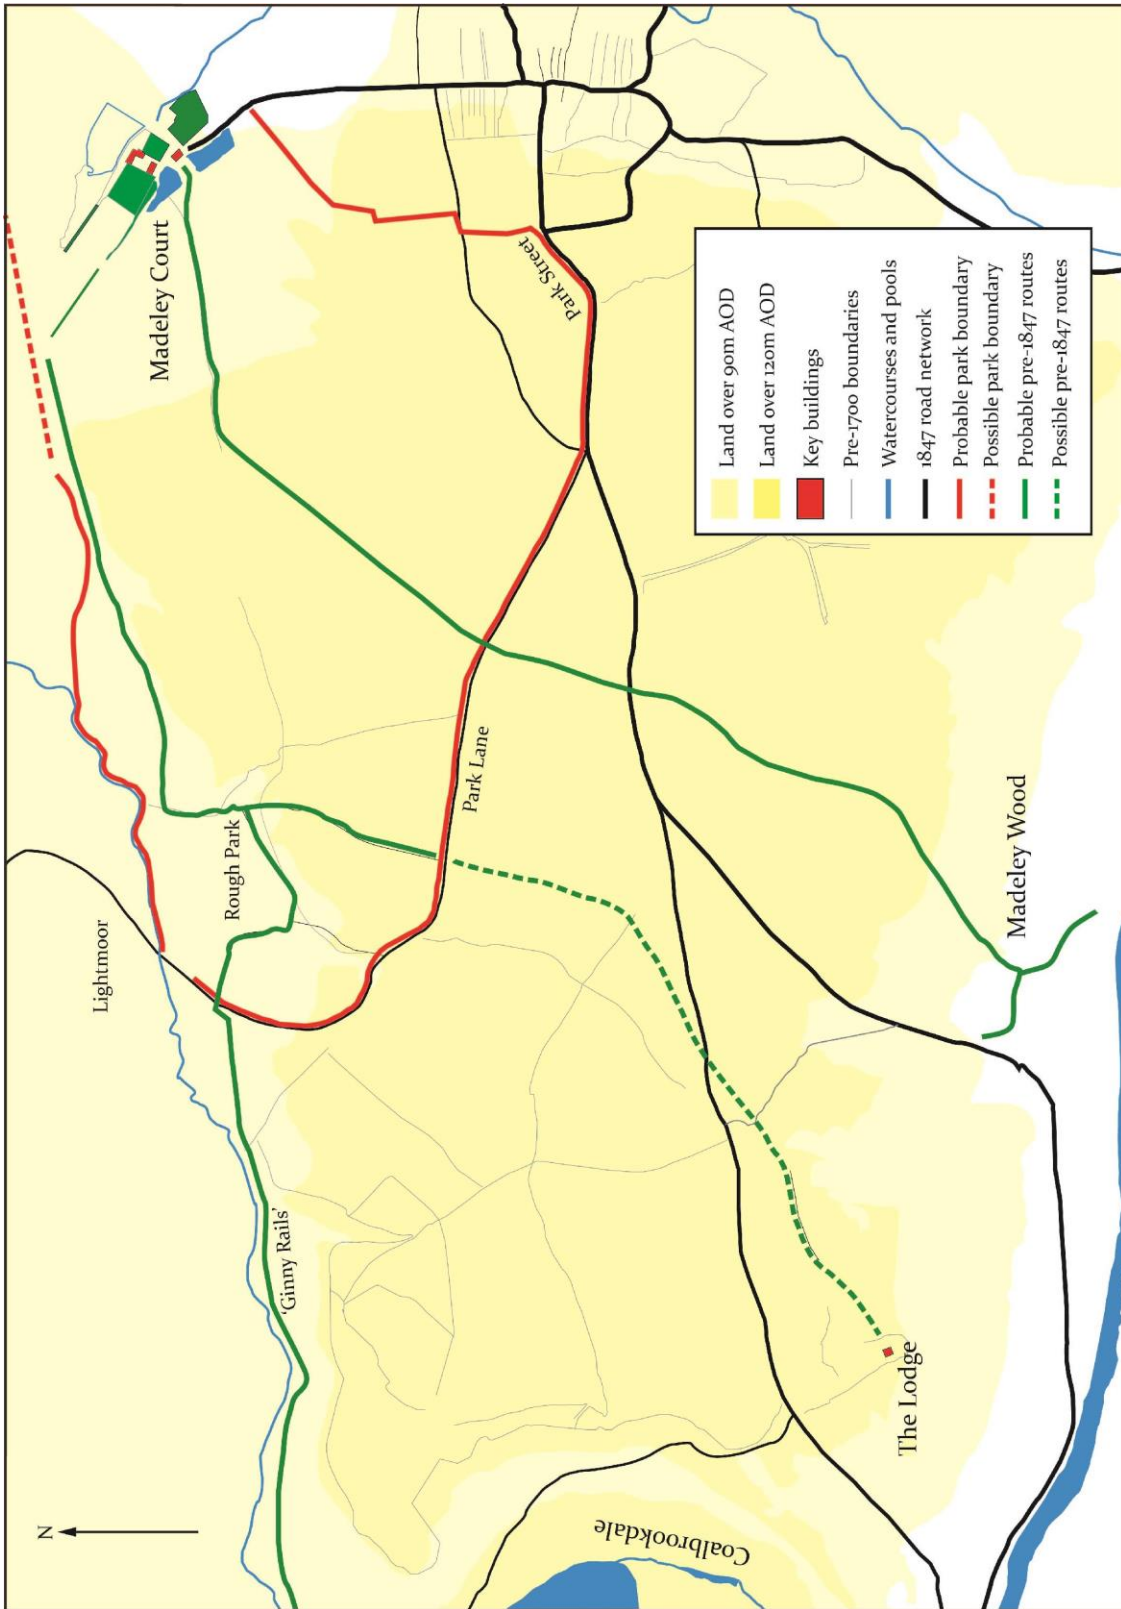 N
Lightmoor
Madeley Court
Rough Park
'Ginny Rails'
Park Lane
Park Street
Coalbrookdale
The Lodge
Madeley Wood
Land over 90m AOD
Land over 120m AOD
Key buildings
Pre-1700 boundaries
Watercourses and pools
1847 road network
Probable park boundary
Possible park boundary
Probable pre-1847 routes
Possible pre-1847 routes